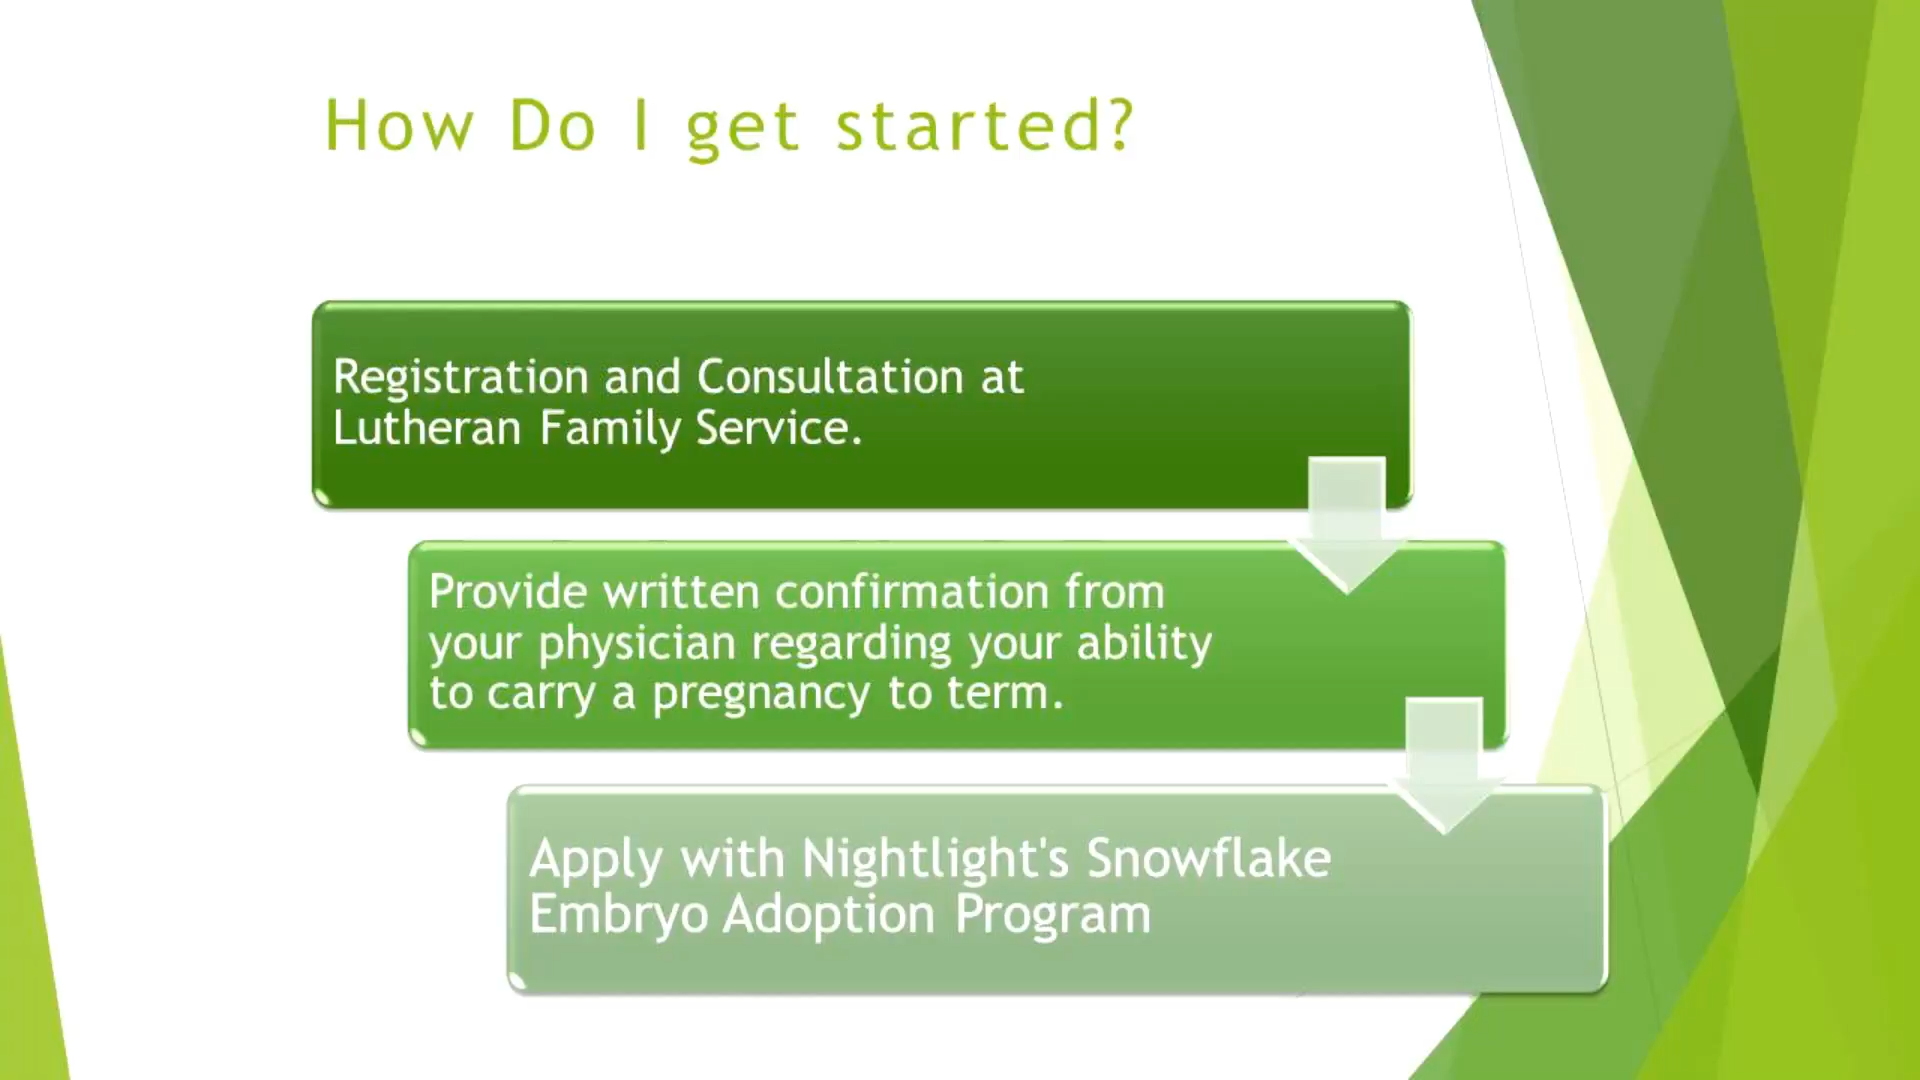 How Do I get started?
Registration and Consultation at
Lutheran Family Service.
Provide written confirmation from
your physician regarding your ability
to carry a pregnancy to term.
Apply with Nightlight's Snowflake
Embryo Adoption Program